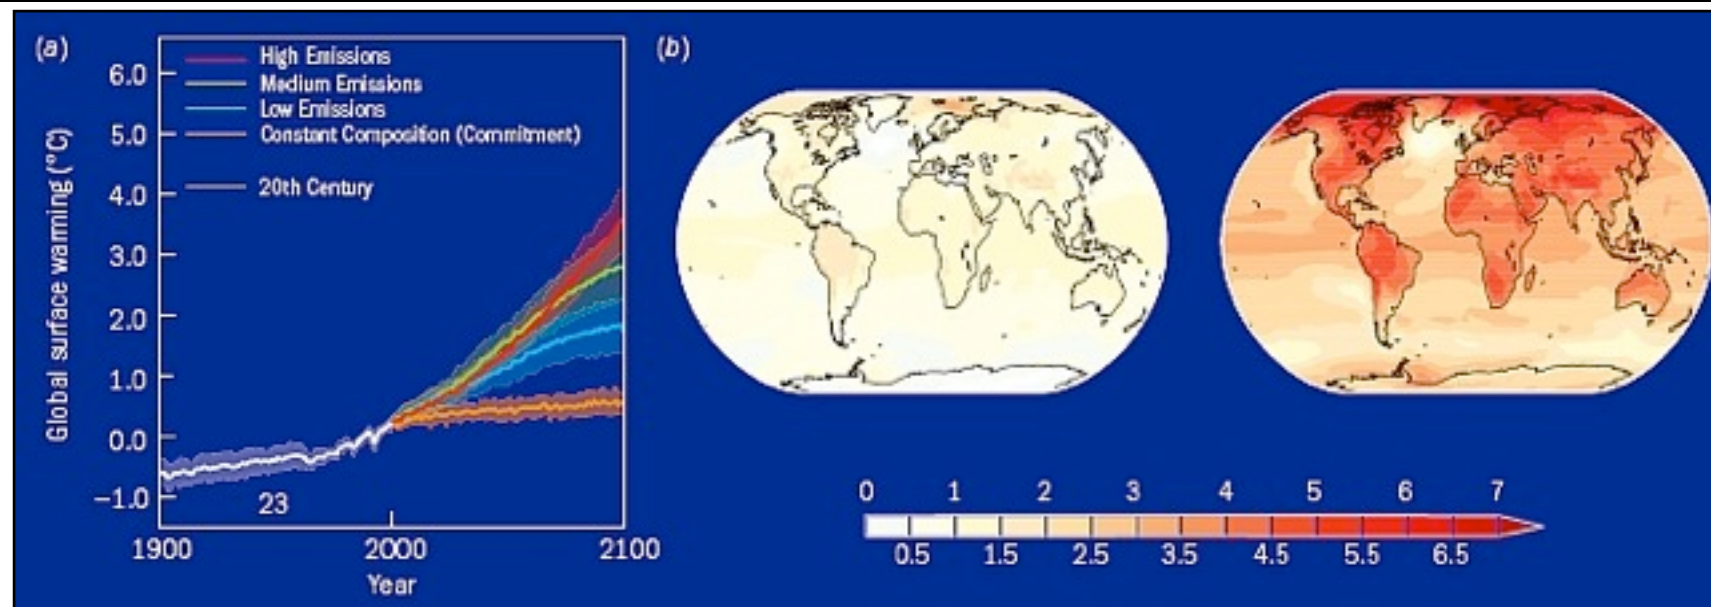 (a)
High Emissions
Medium Emissions
Low Emissions
Constant Composition (Commitment)
20th Century
Global surface warming (°C)
6.0
5.0
4.0
3.0
2.0
1.0
0.0
−1.0
23
1900 2000 2100
Year
(b)
0 1 2 3 4 5 6 7
0.5 1.5 2.5 3.5 4.5 5.5 6.5